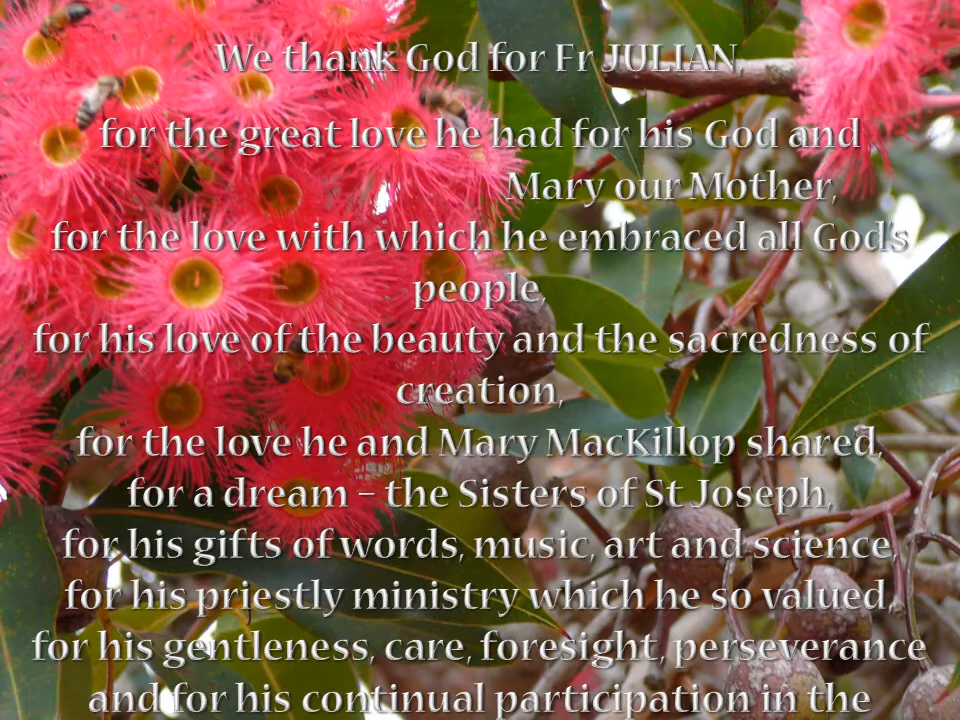 We thank God for Fr JULIAN,
for the great love he had for his God and
Mary our Mother,
for the love with which he embraced all God's
people,
for his love of the beauty and the sacredness of
creation,
for the love he and Mary MacKillop shared,
for a dream – the Sisters of St Joseph,
for his gifts of words, music, art and science,
for his priestly ministry which he so valued,
for his gentleness, care, foresight, perseverance
and for his continual participation in the